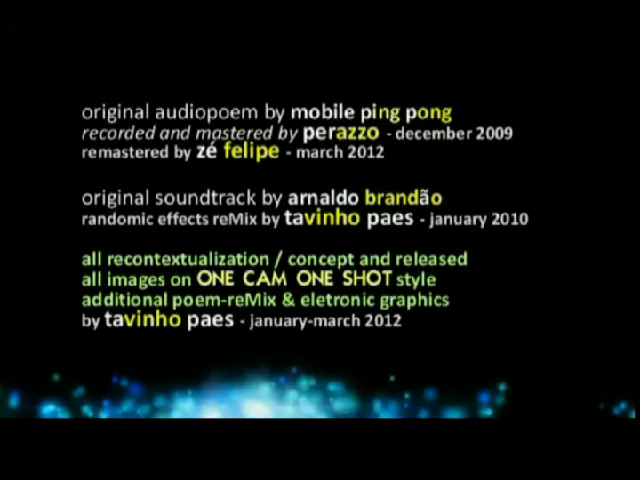 original audiopoem by mobile ping pong
recorded and mastered by perazzo - december 2009
remastered by zé felipe - march 2012
original soundtrack by arnaldo brandão
randomic effects reMix by tavinho paes - january 2010
all recontextualization / concept and released
all images on ONE CAM ONE SHOT style
additional poem-reMix & eletronic graphics
by tavinho paes - january-march 2012